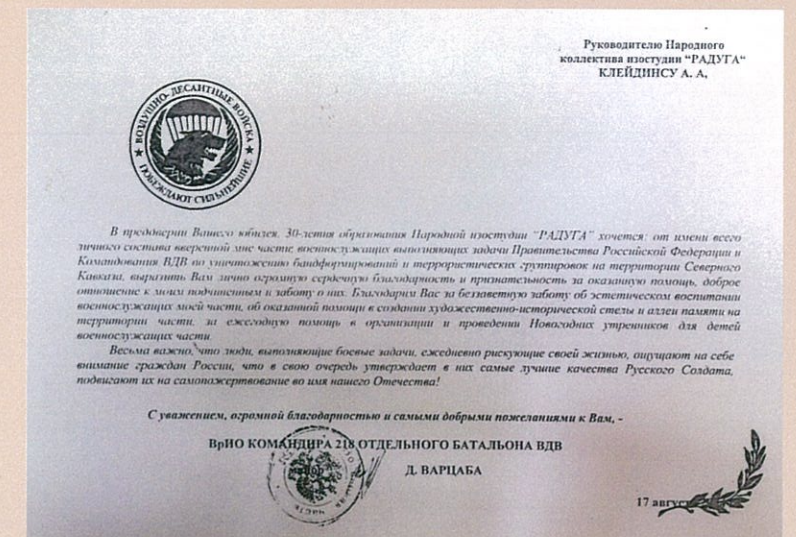 Руководителю Народного
коллектива изостудии “РАДУГА“
КЛЕЙДИНСУ А. А,
ВОЗДУШНО-ДЕСАНТНЫЕ ВОЙСКА
ПОБЕЖДАЮТ СИЛЬНЕЙШИЕ
В предверии Вашего юбилея, 30-летия образования Народной изостудии “РАДУГА” хочется: от имени всего
личного состава вверенной мне части, военнослужащих выполняющих задачи Правительства Российской Федерации и
Командования ВДВ по уничтожению бандформирований и террористических группировок на территории Северного
Кавказа, выразить Вам лично огромную сердечную благодарность и признательность за оказанную помощь, доброе
отношение к моим подчиненным и заботу о них. Благодарим Вас за беззаветную заботу об эстетическом воспитании
военнослужащих моей части, об оказанной помощи в создании художественно-исторической стелы и аллеи памяти на
территории части, за ежегодную помощь в организации и проведении Новогодних утренников для детей
военнослужащих части.
Весьма важно, что люди, выполняющие боевые задачи, ежедневно рискующие своей жизнью, ощущают на себе
внимание граждан России, что в свою очередь утверждает в них самые лучшие качества Русского Солдата,
подвигают их на самопожертвование во имя нашего Отечества!
С уважением, огромной благодарностью и самыми добрыми пожеланиями к Вам, -
ВрИО КОМАНДИРА 218 ОТДЕЛЬНОГО БАТАЛЬОНА ВДВ
майор Д. ВАРЦАБА
17